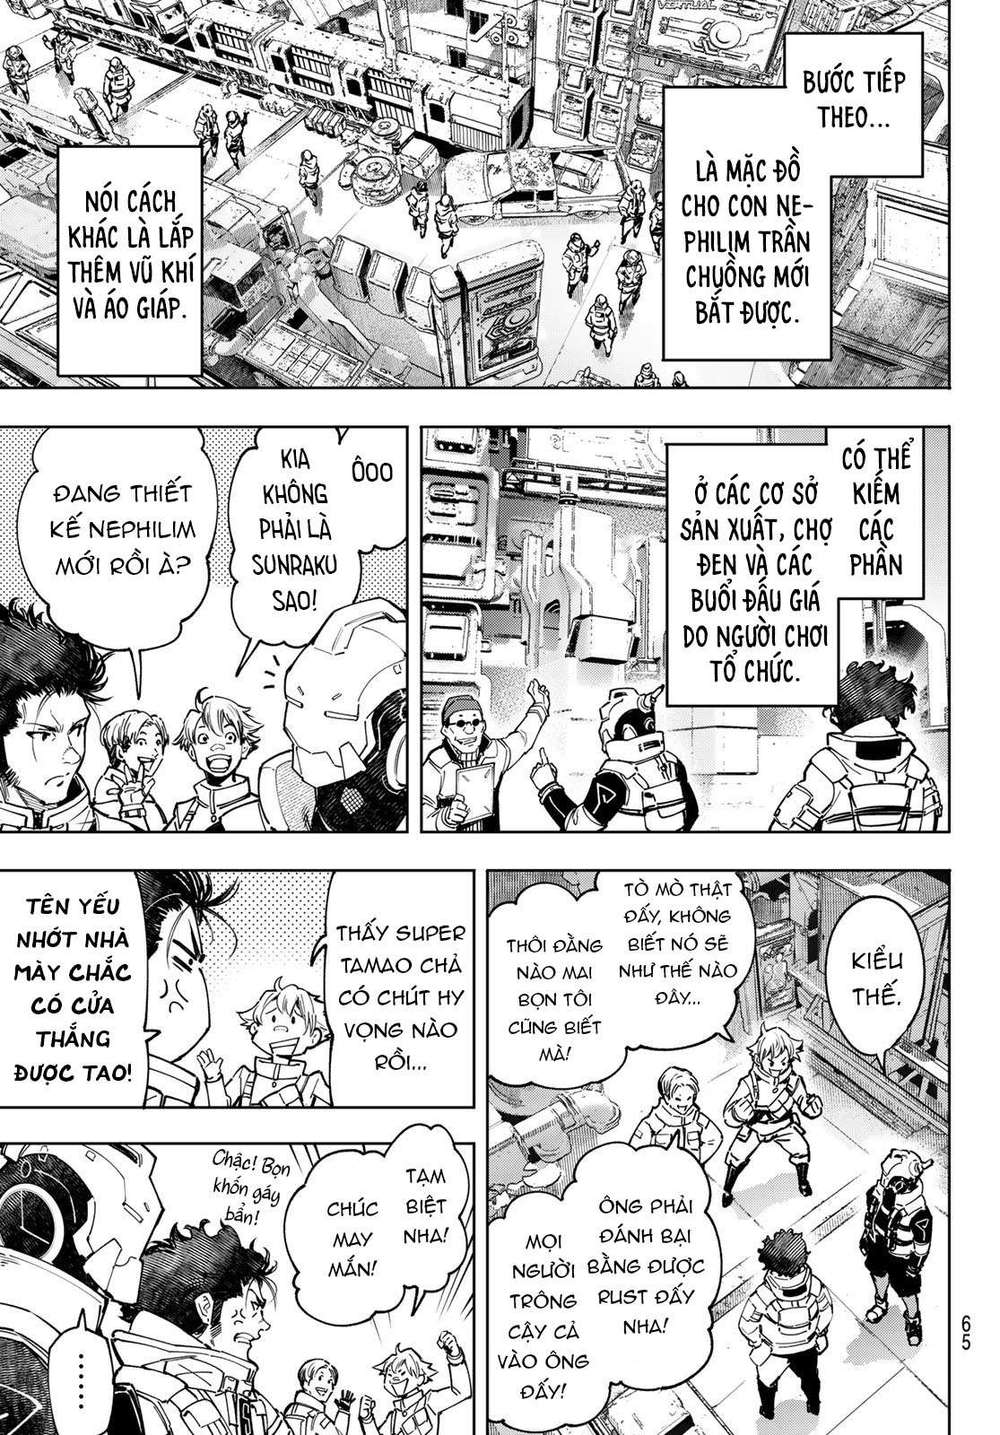 BƯỚC TIẾP
THEO...
LÀ MẶC ĐỒ
CHO CON NE-
PHILIM TRẦN
CHUỒNG MỚI
BẮT ĐƯỢC.
NÓI CÁCH
KHÁC LÀ LẮP
THÊM VŨ KHÍ
VÀ ÁO GIÁP.
CÓ THỂ
KIẾM
CÁC
PHẦN
Ở CÁC CƠ SỞ
SẢN XUẤT, CHỢ
ĐEN VÀ CÁC
BUỔI ĐẤU GIÁ
DO NGƯỜI CHƠI
TỔ CHỨC.
ÔOO
KIA
KHÔNG
PHẢI LÀ
SUNRAKU
SAO!
ĐANG THIẾT
KẾ NEPHILIM
MỚI RỒI À?
KIỂU
THẾ.
TÒ MÒ THẬT
ĐẤY, KHÔNG
BIẾT NÓ SẼ
NHƯ THẾ NÀO
ĐÂY...
THÔI ĐẰNG
NÀO MAI
BỌN TÔI
CŨNG BIẾT
MÀ!
ÔNG PHẢI
ĐÁNH BẠI
BẰNG ĐƯỢC
RUST ĐẤY
NHA!
MỌI
NGƯỜI
TRÔNG
CẬY CẢ
VÀO ÔNG
ĐẤY!
THẤY SUPER
TAMAO CHẢ
CÓ CHÚT HY
VỌNG NÀO
RỒI...
TÊN YẾU
NHỚT NHÀ
MÀY CHẮC
CÓ CỬA
THẮNG
ĐƯỢC TAO!
TẠM
BIỆT
NHA!
CHÚC
MAY
MẮN!
Chậc! Bọn
khốn gây
bẩn!
......
65